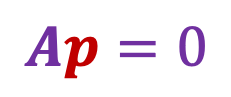 Ap = 0